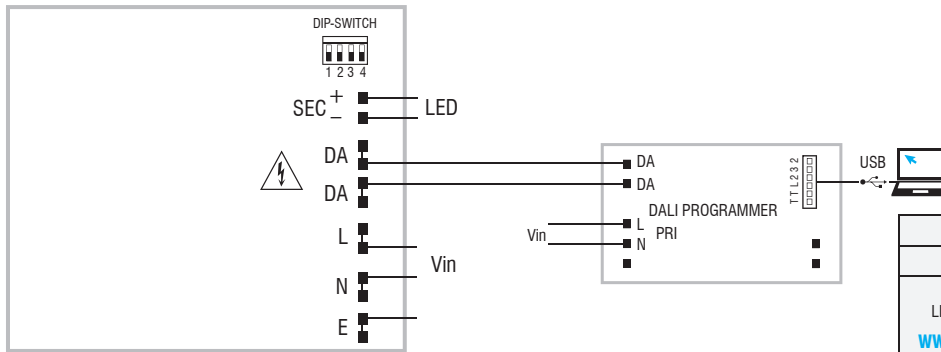 DIP-SWITCH
1 2 3 4
SEC + −
LED
DA
DA
L
N
E
Vin
DA
DA
L
N
DALI PROGRAMMER
PRI
Vin
TTL232
USB